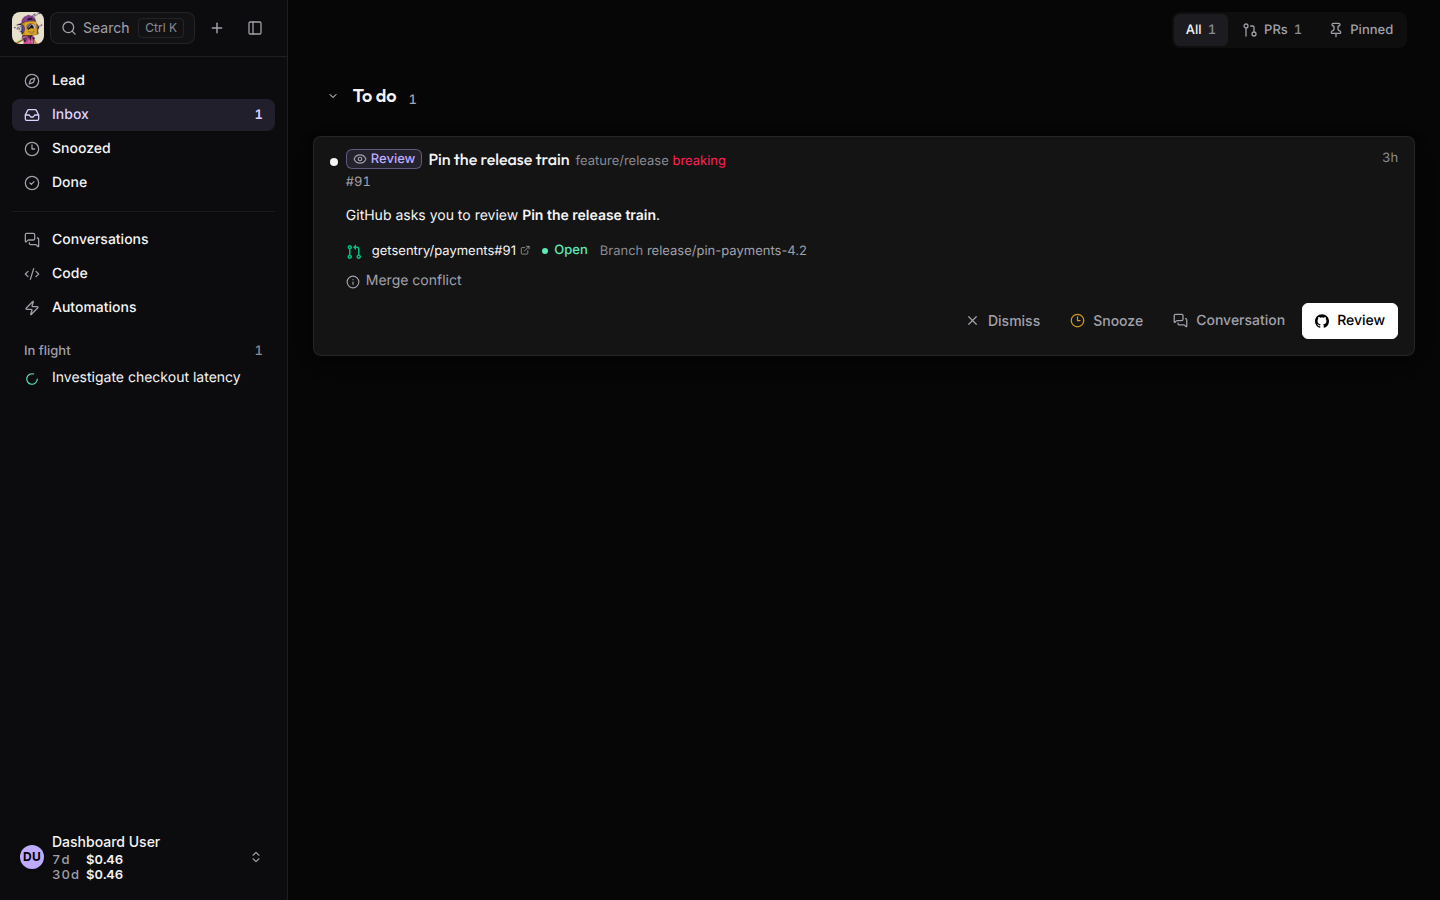 Search Ctrl K
Lead
Inbox 1
Snoozed
Done
Conversations
Code
Automations
In flight 1
Investigate checkout latency
DU Dashboard User
7d $0.46
30d $0.46
All 1 PRs 1 Pinned
To do 1
Review Pin the release train feature/release breaking 3h
#91
GitHub asks you to review Pin the release train.
getsentry/payments#91 Open Branch release/pin-payments-4.2
Merge conflict
Dismiss Snooze Conversation Review